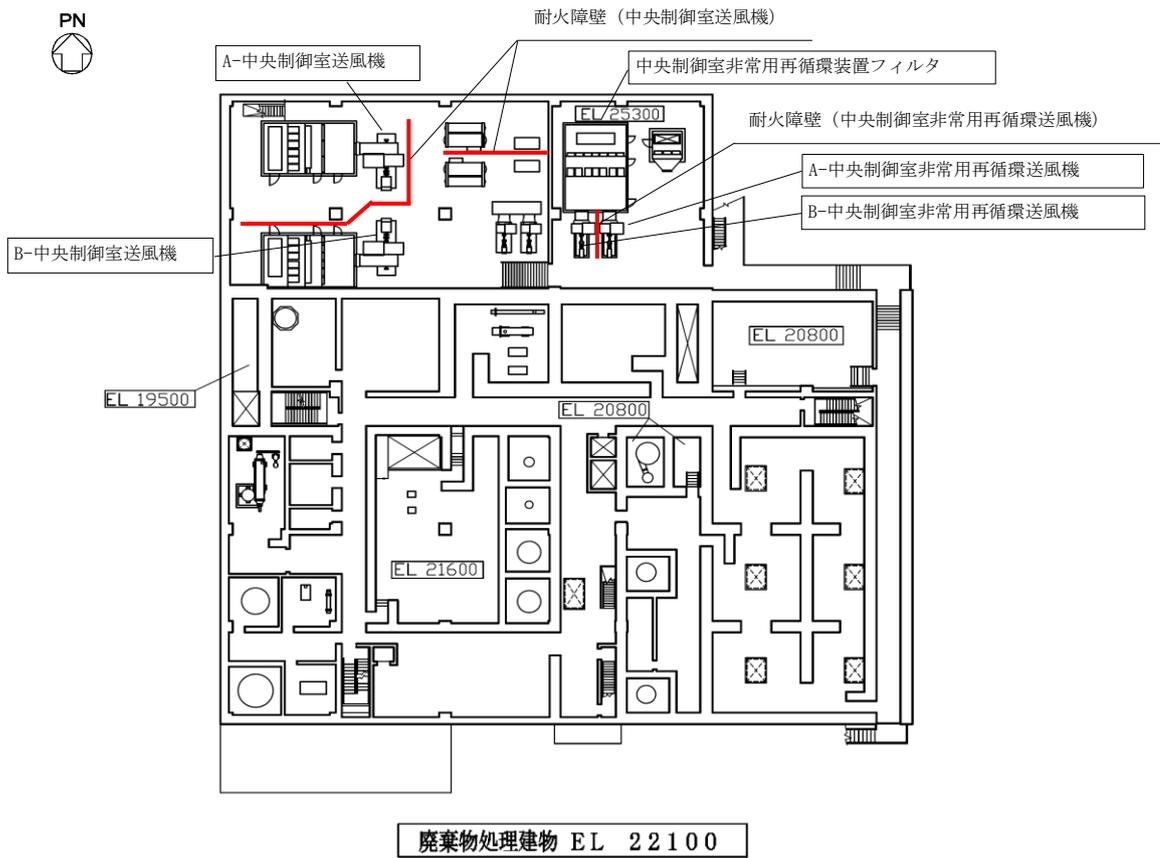 PN
耐火障壁（中央制御室送風機）
A-中央制御室送風機
中央制御室非常用再循環装置フィルタ
EL 25300
耐火障壁（中央制御室非常用再循環送風機）
A-中央制御室非常用再循環送風機
B-中央制御室非常用再循環送風機
B-中央制御室送風機
EL 20800
EL 19500
EL 20800
EL 21600
廃棄物処理建物 EL 22100